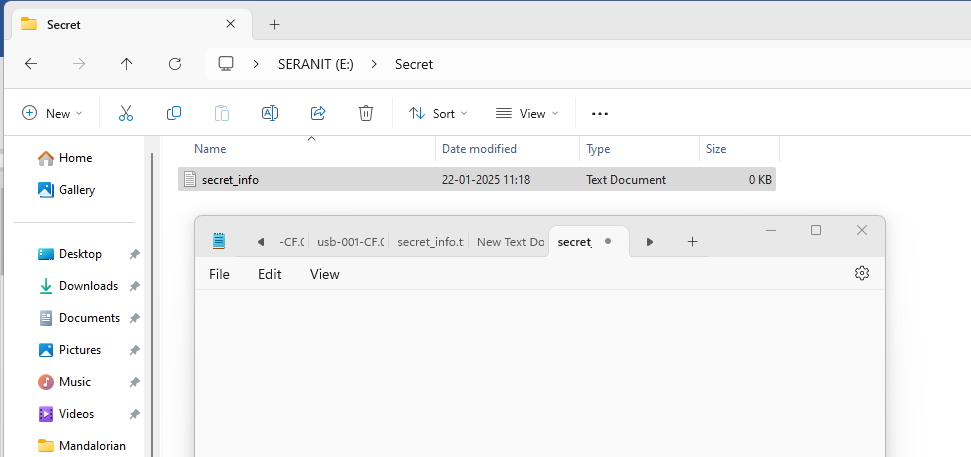 Secret
SERANIT (E:) Secret
New Sort View
Name Date modified Type Size
Home
secret_info 22-01-2025 11:18 Text Document 0 KB
Gallery
-CF.( usb-001-CF.( secret_info.t New Text Do secret_
File Edit View
Desktop
Downloads
Documents
Pictures
Music
Videos
Mandalorian